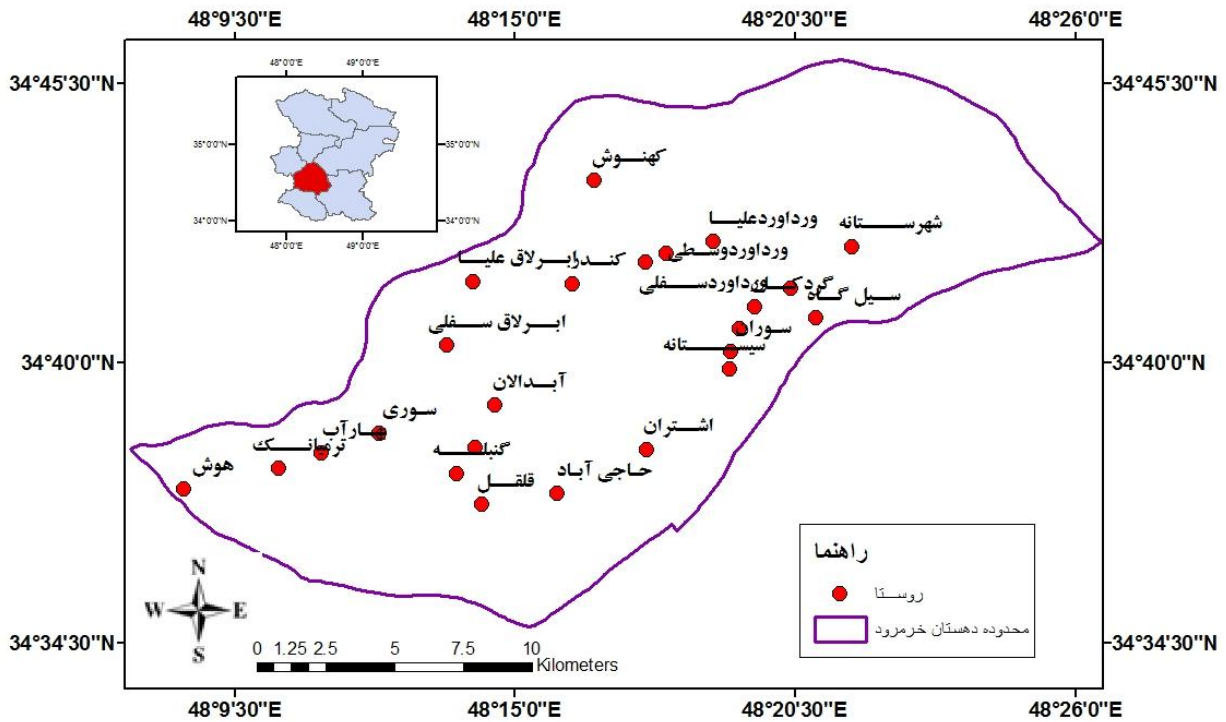 48°9'30"E 48°15'0"E 48°20'30"E 48°26'0"E
34°45'30"N 34°45'30"N
48°0'0"E 49°0'0"E
35°0'0"N 35°0'0"N
34°0'0"N 34°0'0"N
48°0'0"E 49°0'0"E
کهنوش
ورداوردعلیا
شهرستانه
ورداوردوسطی
کندر
ابرلاق علیا
ورداوردسفلی
گردکان
سیل گاه
ابرلاق سفلی
سوران
سیستانه
34°40'0"N 34°40'0"N
آبدالان
سوری
اشتران
هارآب
ترمیانک
گنبله
هوش
حاجی آباد
قلقل
راهنما
روستا
محدوده دهستان خرمرود
N
W E
S
34°34'30"N 34°34'30"N
0 1.25 2.5 5 7.5 10
Kilometers
48°9'30"E 48°15'0"E 48°20'30"E 48°26'0"E